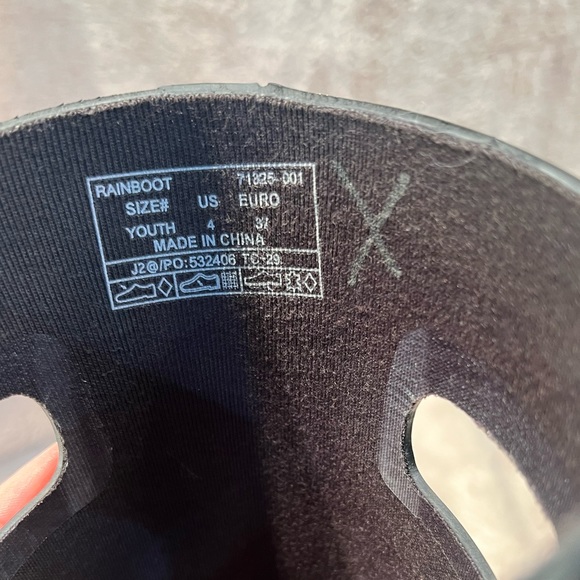 RAINBOOT 71325-001
SIZE# US EURO
YOUTH 4 37
MADE IN CHINA
J2@/PO:532406 TC-29
X